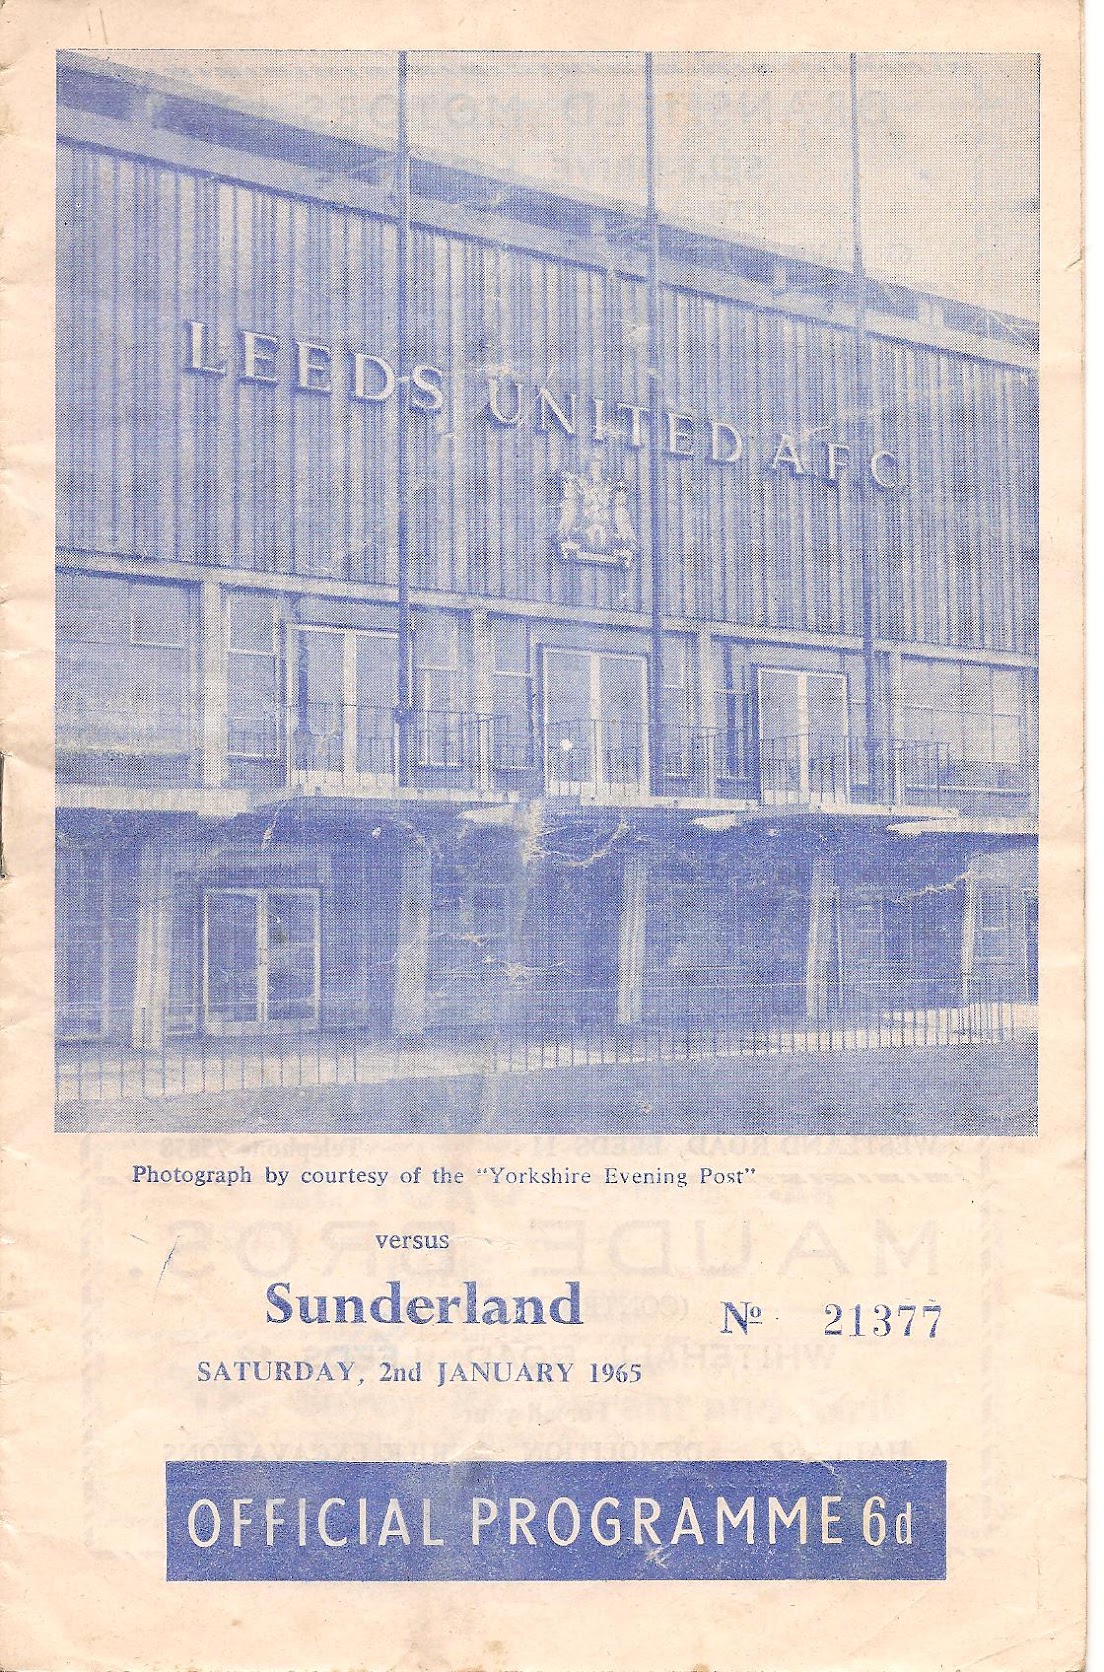 LEEDS UNITED A F C
Photograph by courtesy of the "Yorkshire Evening Post"
versus
Sunderland
Nº 21377
SATURDAY, 2nd JANUARY 1965
OFFICIAL PROGRAMME 6d